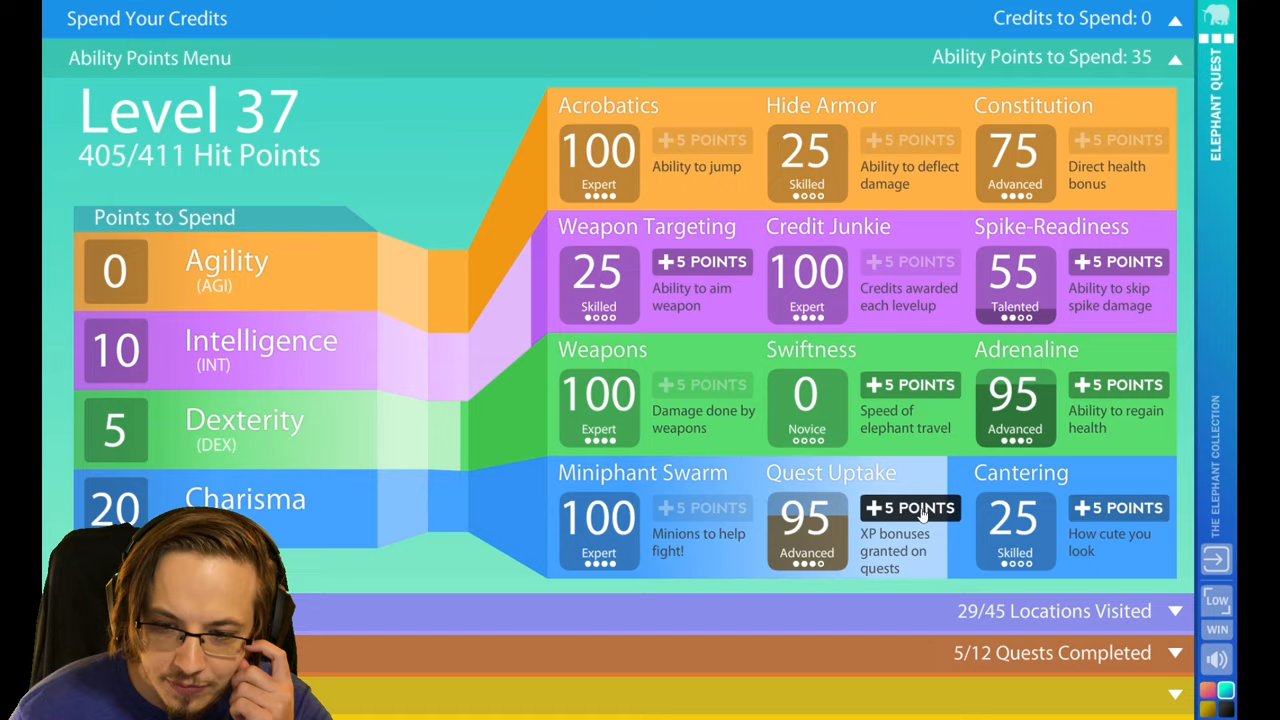 Spend Your Credits
Credits to Spend: 0
Ability Points Menu
Ability Points to Spend: 35
Level 37
405/411 Hit Points
Points to Spend
0
Agility
(AGI)
10
Intelligence
(INT)
5
Dexterity
(DEX)
20
Charisma
Acrobatics
100
Expert
+5 POINTS
Ability to jump
Hide Armor
25
Skilled
+5 POINTS
Ability to deflect
damage
Constitution
75
Advanced
+5 POINTS
Direct health
bonus
Weapon Targeting
25
Skilled
+5 POINTS
Ability to aim
weapon
Credit Junkie
100
Expert
+5 POINTS
Credits awarded
each levelup
Spike-Readiness
55
Talented
+5 POINTS
Ability to skip
spike damage
Weapons
100
Expert
+5 POINTS
Damage done by
weapons
Swiftness
0
Novice
+5 POINTS
Speed of
elephant travel
Adrenaline
95
Advanced
+5 POINTS
Ability to regain
health
Miniphant Swarm
100
Expert
+5 POINTS
Minions to help
fight!
Quest Uptake
95
Advanced
+5 POINTS
XP bonuses
granted on
quests
Cantering
25
Skilled
+5 POINTS
How cute you
look
29/45 Locations Visited
5/12 Quests Completed
ELEPHANT QUEST
THE ELEPHANT COLLECTION
LOW
WIN